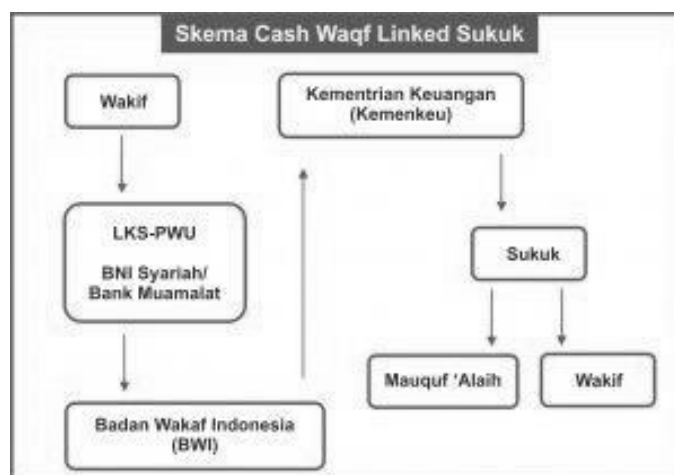 Skema Cash Waqf Linked Sukuk
Wakif
LKS-PWU
BNI Syariah/
Bank Muamalat
Badan Wakaf Indonesia
(BWI)
Kementrian Keuangan
(Kemenkeu)
Sukuk
Mauquf 'Alaih
Wakif